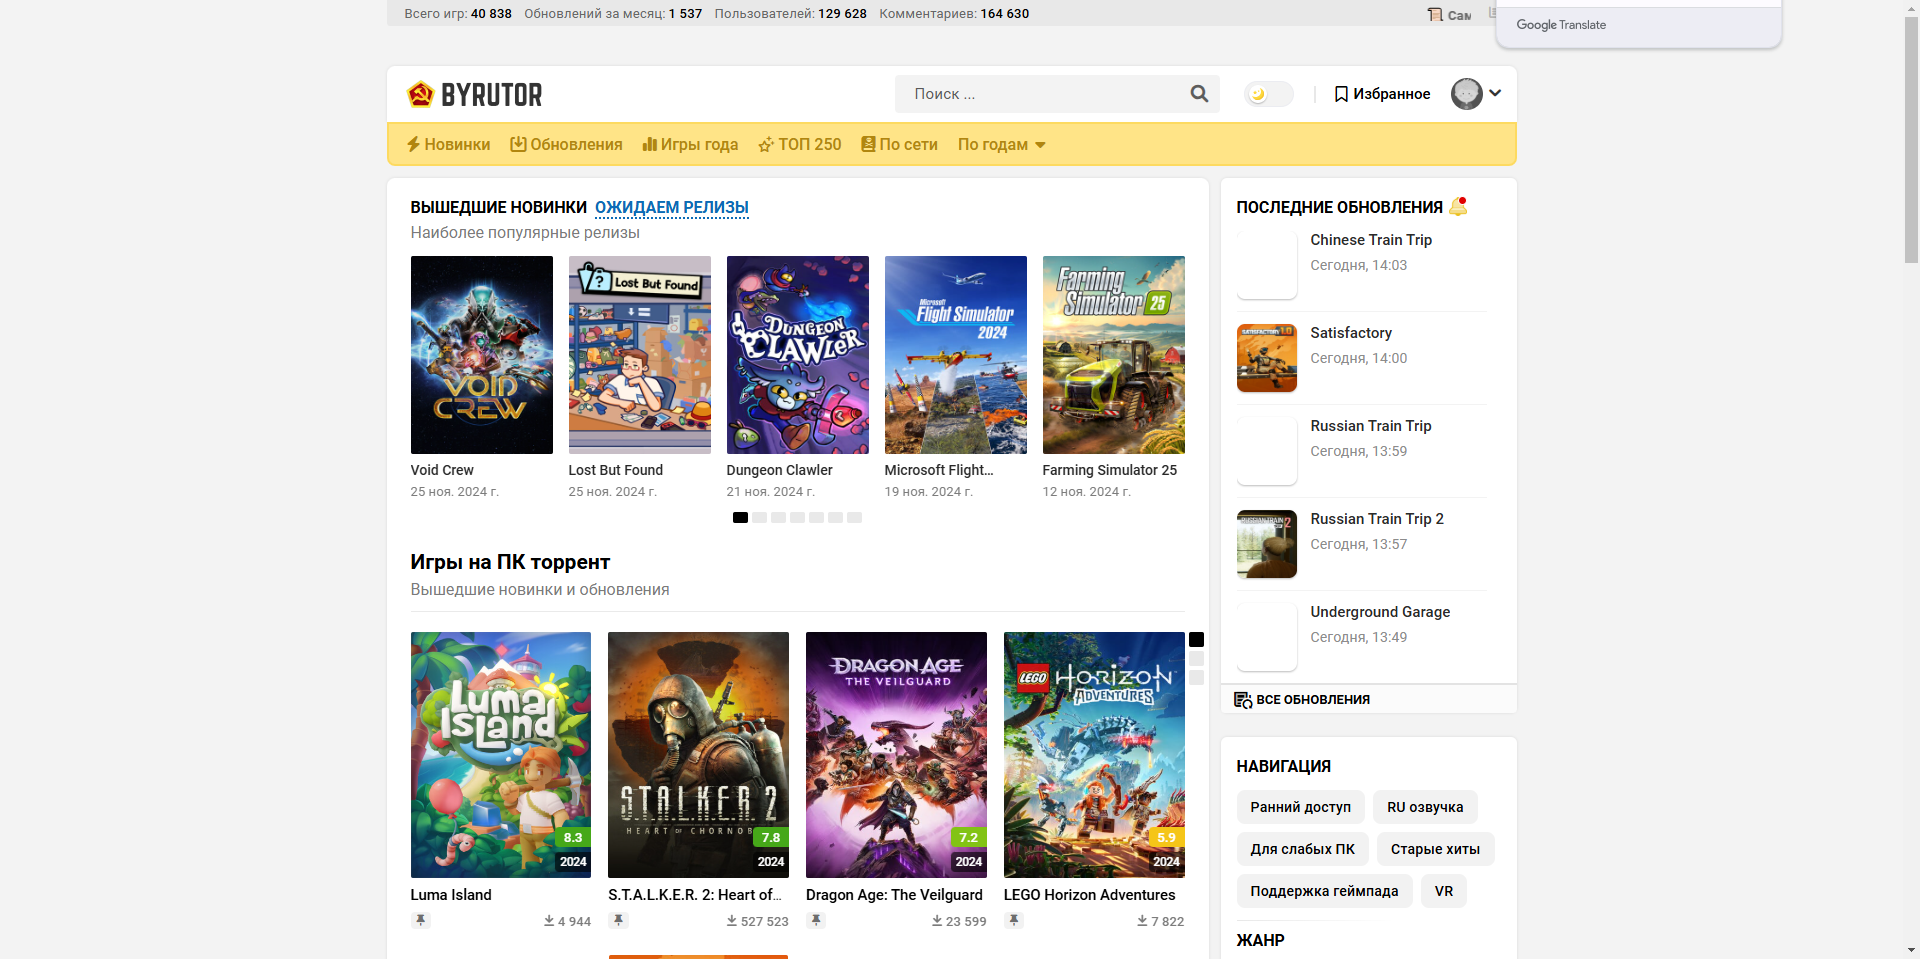 Всего игр: 40 838 Обновлений за месяц: 1 537 Пользователей: 129 628 Комментариев: 164 630
Сам
Google Translate
BYRUTOR
Поиск ...
Избранное
Новинки Обновления Игры года ТОП 250 По сети По годам
ВЫШЕДШИЕ НОВИНКИ ОЖИДАЕМ РЕЛИЗЫ
Наиболее популярные релизы
VOID CREW
Lost But Found
DUNGEON CLAWLER
Microsoft Flight Simulator 2024
Farming Simulator 25
Void Crew
25 ноя. 2024 г.
Lost But Found
25 ноя. 2024 г.
Dungeon Clawler
21 ноя. 2024 г.
Microsoft Flight...
19 ноя. 2024 г.
Farming Simulator 25
12 ноя. 2024 г.
Игры на ПК торрент
Вышедшие новинки и обновления
Luma Island
8.3
2024
S.T.A.L.K.E.R. 2
HEART OF CHORNOB
7.8
2024
DRAGON AGE
THE VEILGUARD
7.2
2024
LEGO HORIZON
ADVENTURES
5.9
2024
Luma Island
4 944
S.T.A.L.K.E.R. 2: Heart of...
527 523
Dragon Age: The Veilguard
23 599
LEGO Horizon Adventures
7 822
ПОСЛЕДНИЕ ОБНОВЛЕНИЯ
Chinese Train Trip
Сегодня, 14:03
SATISFACTORY 1.0
Satisfactory
Сегодня, 14:00
Russian Train Trip
Сегодня, 13:59
RUSSIAN TRAIN 2
Russian Train Trip 2
Сегодня, 13:57
Underground Garage
Сегодня, 13:49
ВСЕ ОБНОВЛЕНИЯ
НАВИГАЦИЯ
Ранний доступ RU озвучка
Для слабых ПК Старые хиты
Поддержка геймпада VR
ЖАНР